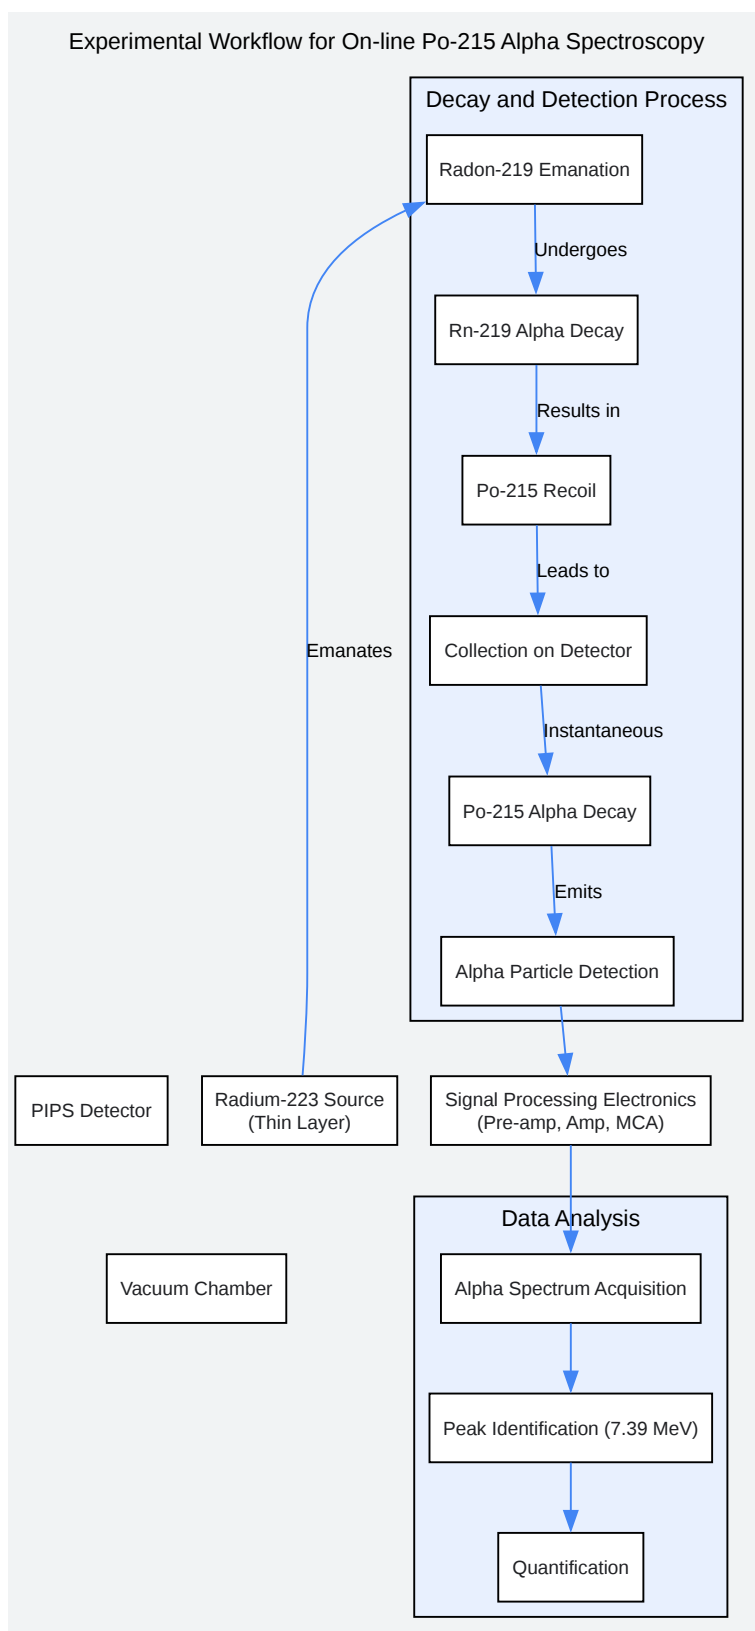 Experimental Workflow for On-line Po-215 Alpha Spectroscopy
Decay and Detection Process
Radon-219 Emanation
Undergoes
Rn-219 Alpha Decay
Results in
Po-215 Recoil
Leads to
Collection on Detector
Emanates
Instantaneous
Po-215 Alpha Decay
Emits
Alpha Particle Detection
PIPS Detector
Radium-223 Source
(Thin Layer)
Signal Processing Electronics
(Pre-amp, Amp, MCA)
Data Analysis
Vacuum Chamber
Alpha Spectrum Acquisition
Peak Identification (7.39 MeV)
Quantification